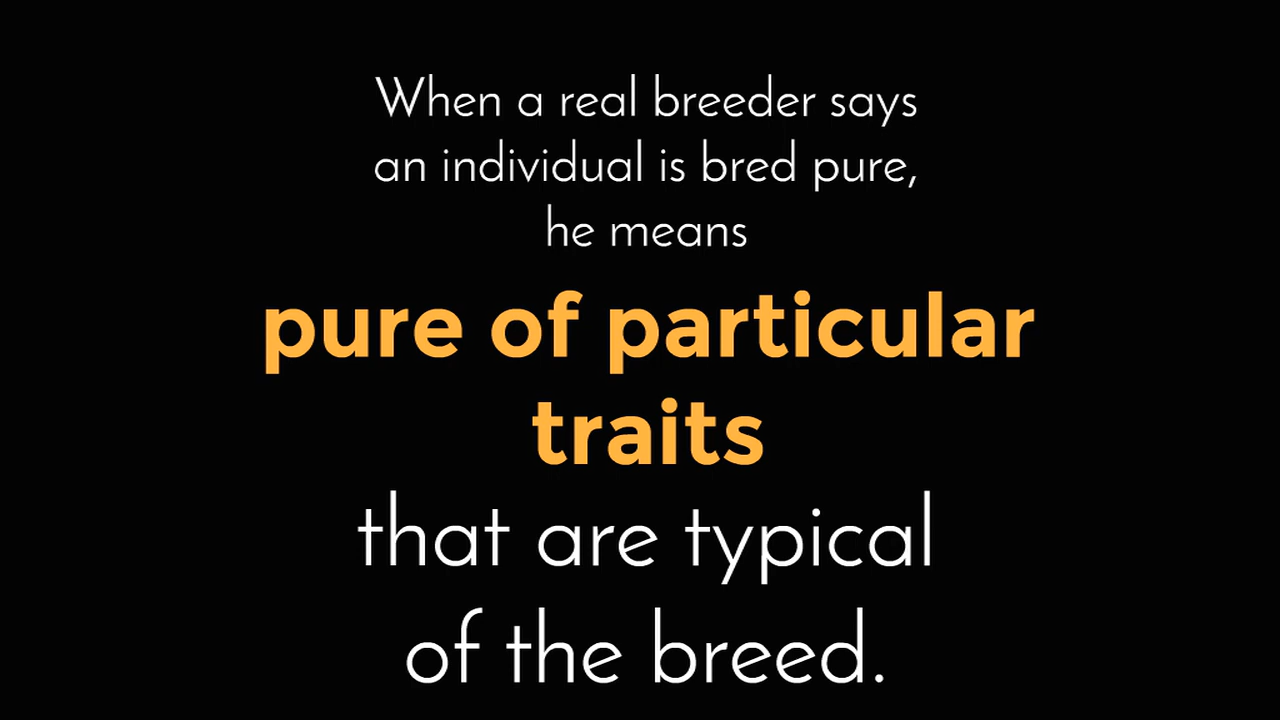 When a real breeder says
an individual is bred pure,
he means
pure of particular
traits
that are typical
of the breed.